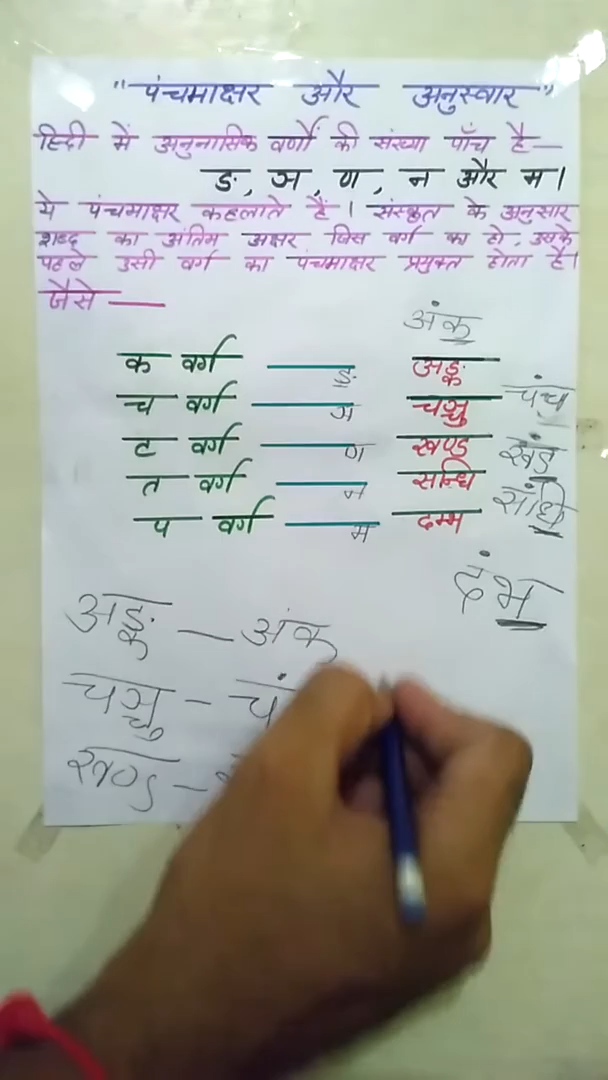 "पंचमाक्षर और अनुस्वार"
हिंदी में अनुनासिक वर्णों की संख्या पाँच है—
ङ, ञ, ण, न और म।
ये पंचमाक्षर कहलाते हैं। संस्कृत के अनुसार
शब्द का अंतिम अक्षर जिस वर्ग का हो, उसके
पहले उसी वर्ग का पंचमाक्षर प्रयुक्त होता है।
जैसे —
अंक
क वर्ग — ङ अङ्क
च वर्ग — ञ चञ्चु चंचु
ट वर्ग — ण खण्ड खंड
त वर्ग — न सन्धि संधि
प वर्ग — म दम्भ
दंभ
अङ्क — अंक
चञ्चु – चं
खण्ड –